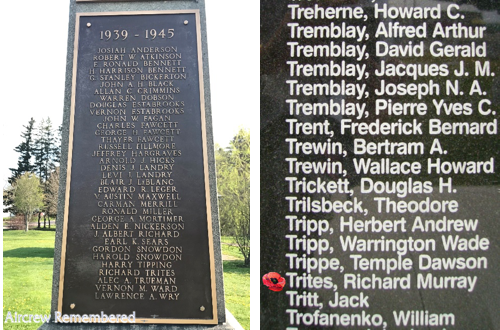 1939 - 1945
JOSIAH ANDERSON
ROBERT W. ATKINSON
F. RONALD BENNETT
H. HARRISON BENNETT
G. STANLEY BICKERTON
JOHN A. H. BLACK
ALLAN C. CRIMMINS
WARREN DOBSON
DOUGLAS ESTABROOKS
VERNON ESTABROOKS
JOHN W. FAGAN
CHARLES FAWCETT
GEORGE H. FAWCETT
THAYER FAWCETT
RUSSELL FILLMORE
JEFFREY HARGRAVES
ARNOLD J. HICKS
DENIS J. LANDRY
LEVI J. LANDRY
BLAIR J. LeBLANC
EDWARD R. LEGER
V. AUSTIN MAXWELL
CARMAN MERRILL
RONALD MILLER
GEORGE A. MORTIMER
ALDEN E. NICKERSON
J. ALBERT RICHARD
EARL K. SEARS
GORDON SNOWDON
HAROLD SNOWDON
HARRY TIPPING
RICHARD TRITES
ALEC A. TRUEMAN
VERNON M. WARD
LAWRENCE A. WRY
Aircrew Remembered
Treherne, Howard C.
Tremblay, Alfred Arthur
Tremblay, David Gerald
Tremblay, Jacques J. M.
Tremblay, Joseph N. A.
Tremblay, Pierre Yves C.
Trent, Frederick Bernard
Trewin, Bertram A.
Trewin, Wallace Howard
Trickett, Douglas H.
Trilsbeck, Theodore
Tripp, Herbert Andrew
Tripp, Warrington Wade
Trippe, Temple Dawson
Trites, Richard Murray
Tritt, Jack
Trofanenko, William